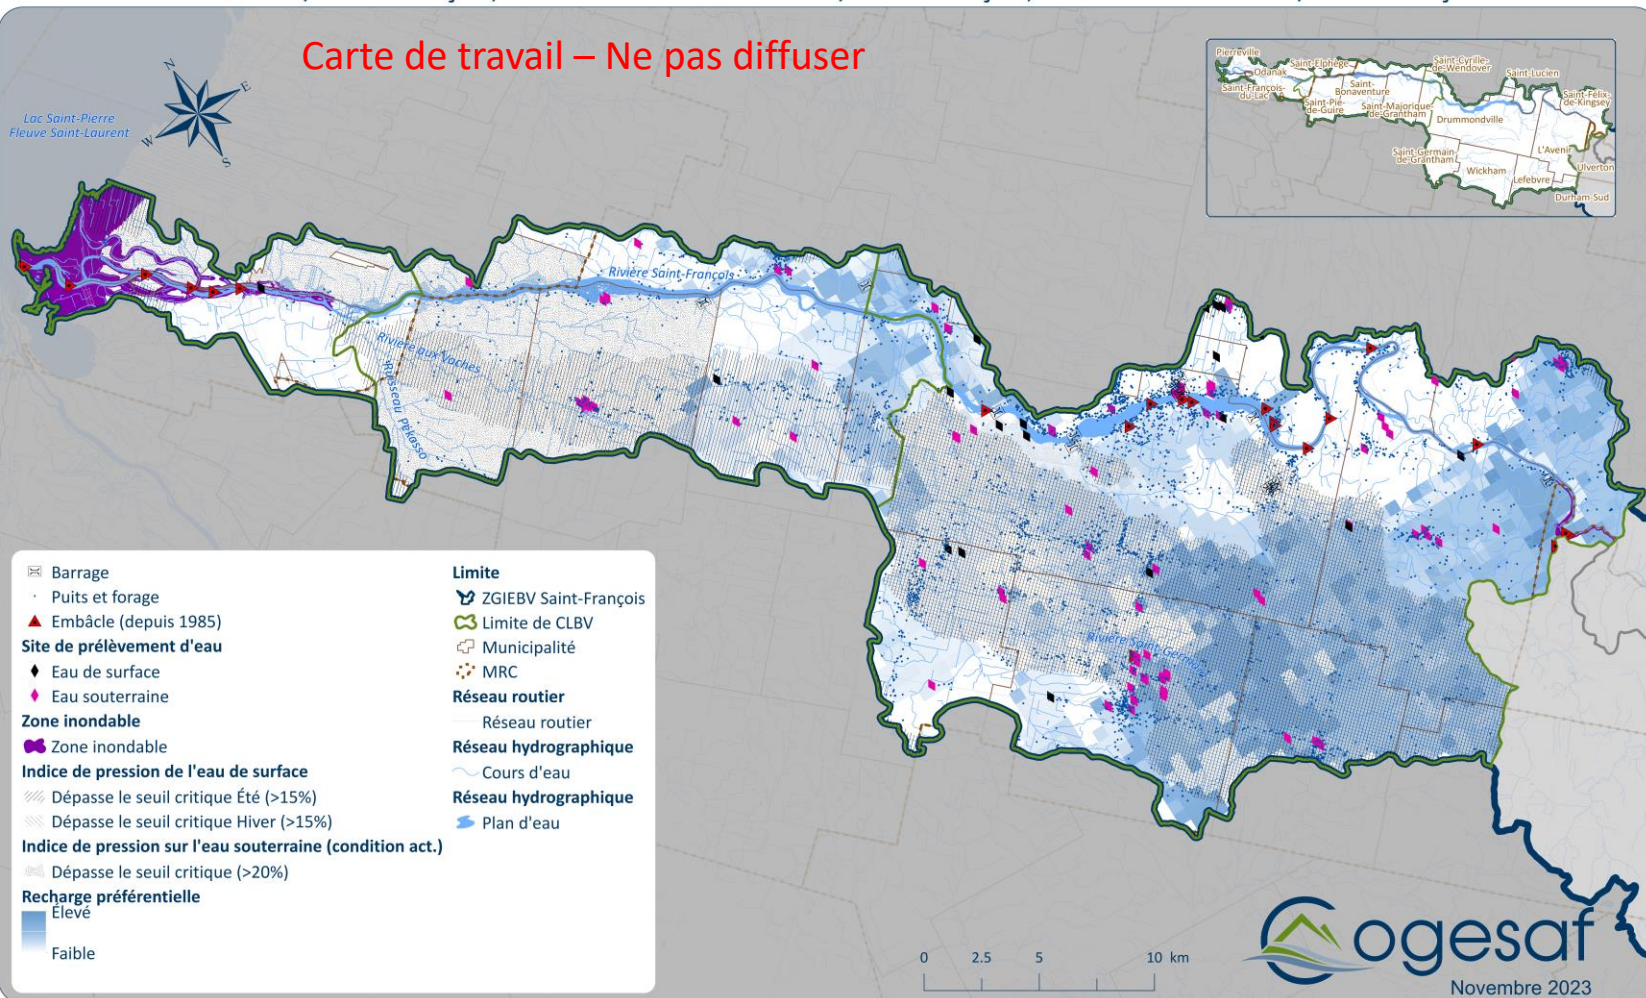 Carte de travail – Ne pas diffuser
N
E
W
S
Lac Saint-Pierre
Fleuve Saint-Laurent
Pierreville
Odanak
Saint-François-
du-Lac
Saint-Elphège
Saint-Pie-
de-Guire
Saint-
Bonaventure
Saint-Majorique-
de-Grantham
Saint-Cyrille-
de-Wendover
Drummondville
Saint-Lucien
Saint-Félix-
de-Kingsey
Saint-Germain-
de-Grantham
Wickham
L'Avenir
Lefebvre
Ulverton
Durham-Sud
Rivière Saint-François
Rivière aux Vaches
Ruisseau Pékasso
Rivière Saint-Germain
Barrage
Puits et forage
Embâcle (depuis 1985)
Site de prélèvement d'eau
Eau de surface
Eau souterraine
Zone inondable
Zone inondable
Indice de pression de l'eau de surface
Dépasse le seuil critique Été (>15%)
Dépasse le seuil critique Hiver (>15%)
Indice de pression sur l'eau souterraine (condition act.)
Dépasse le seuil critique (>20%)
Recharge préférentielle
Élevé
Faible
Limite
ZGIEBV Saint-François
Limite de CLBV
Municipalité
MRC
Réseau routier
Réseau routier
Réseau hydrographique
Cours d'eau
Réseau hydrographique
Plan d'eau
0 2.5 5 10 km
Cogesaf
Novembre 2023